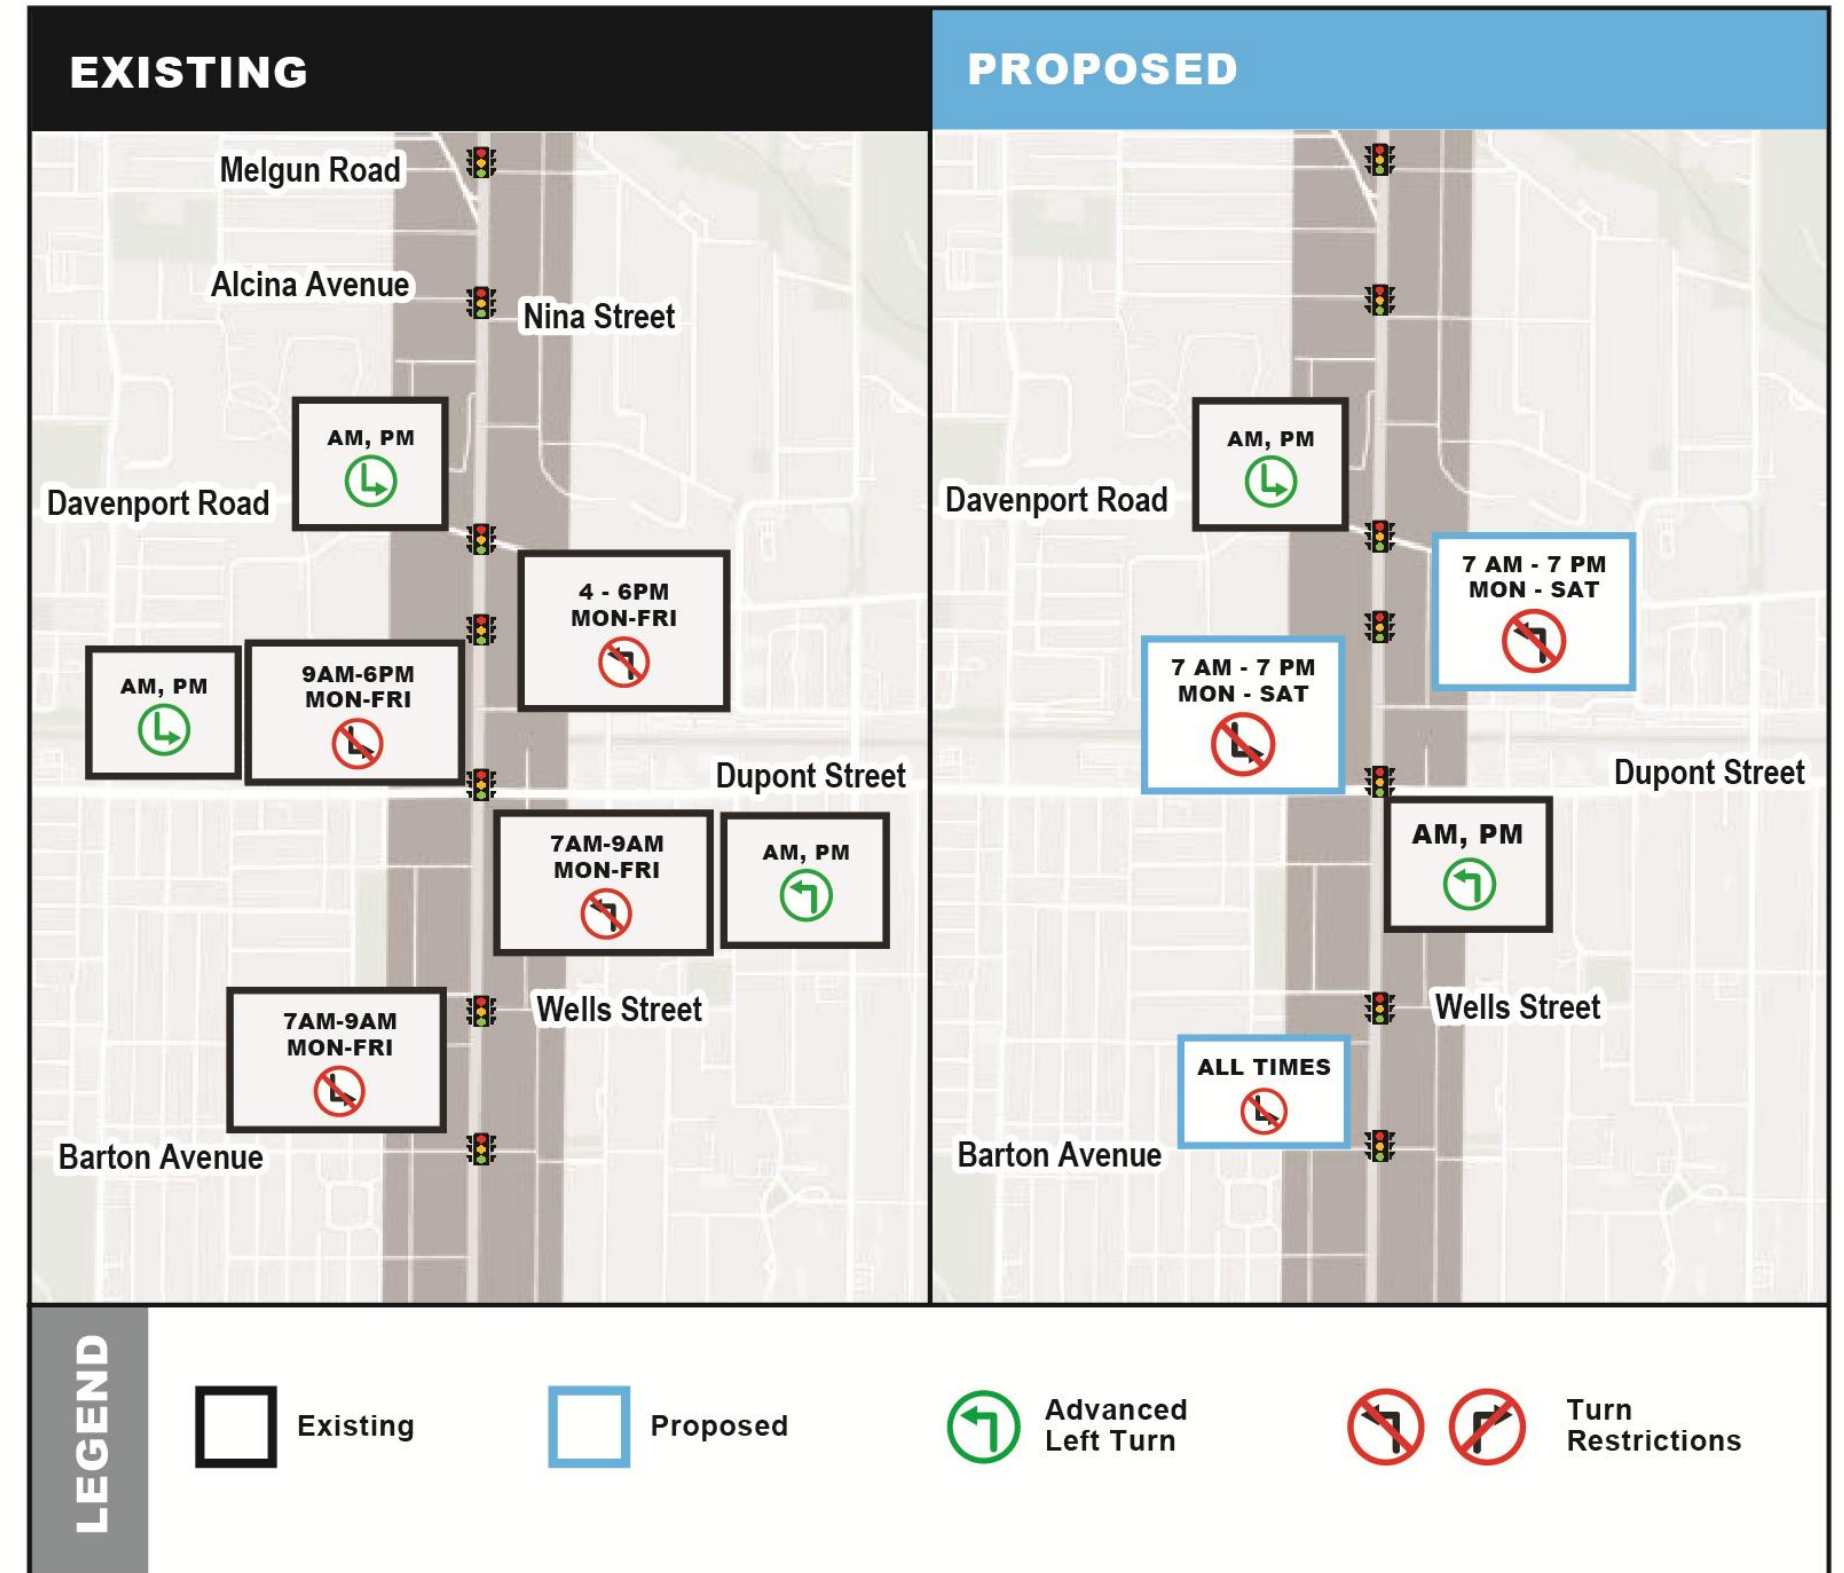 EXISTING
PROPOSED
Melgun Road
Alcina Avenue
Nina Street
AM, PM
Davenport Road
4 - 6PM
MON-FRI
AM, PM
9AM-6PM
MON-FRI
Dupont Street
7AM-9AM
MON-FRI
AM, PM
7AM-9AM
MON-FRI
Wells Street
Barton Avenue
AM, PM
Davenport Road
7 AM - 7 PM
MON - SAT
7 AM - 7 PM
MON - SAT
Dupont Street
AM, PM
Wells Street
ALL TIMES
Barton Avenue
LEGEND
Existing
Proposed
Advanced
Left Turn
Turn
Restrictions